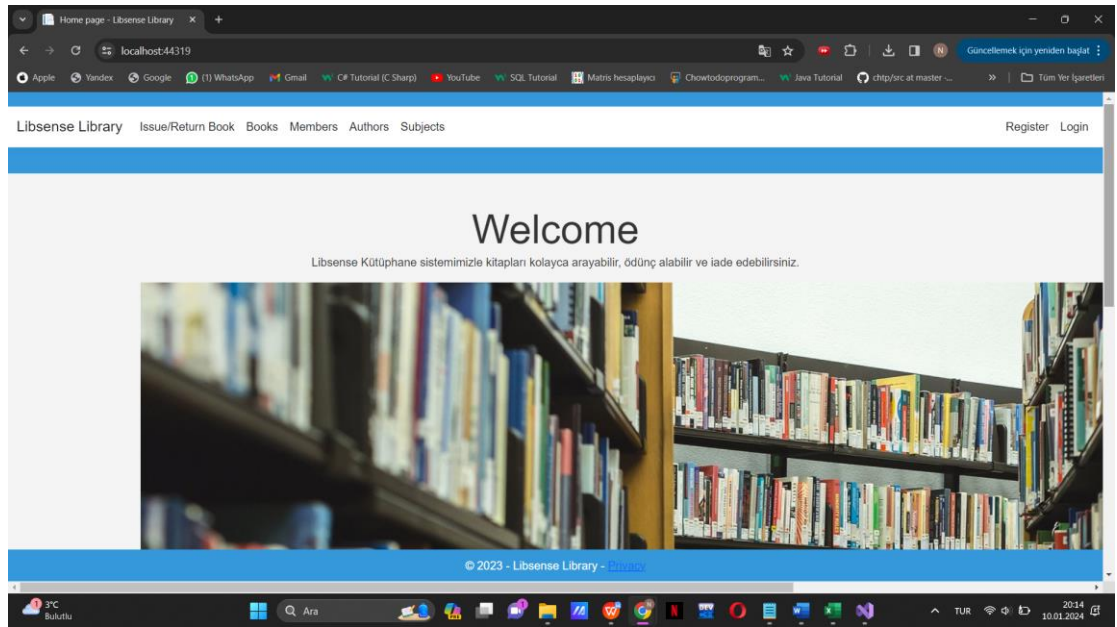 Home page - Libsense Library
localhost:44319
Güncellemek için yeniden başlat
Apple Yandex Google (1) WhatsApp Gmail C# Tutorial (C Sharp) YouTube SQL Tutorial Matris hesaplayıcı Chowtodoprogram... Java Tutorial chtp/src at master -... » Tüm Yer İşaretleri
Libsense Library Issue/Return Book Books Members Authors Subjects Register Login
Welcome
Libsense Kütüphane sistemimizle kitapları kolayca arayabilir, ödünç alabilir ve iade edebilirsiniz.
© 2023 - Libsense Library - Privacy
3°C
Bulutlu
Ara
TUR
20:14
10.01.2024